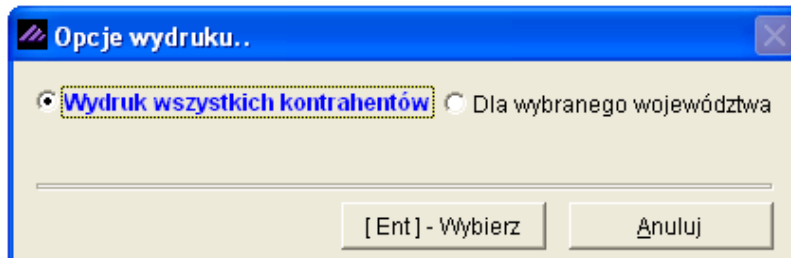 Opcje wydruku..
Wydruk wszystkich kontrahentów Dla wybranego województwa
[ Ent ] - Wybierz Anuluj